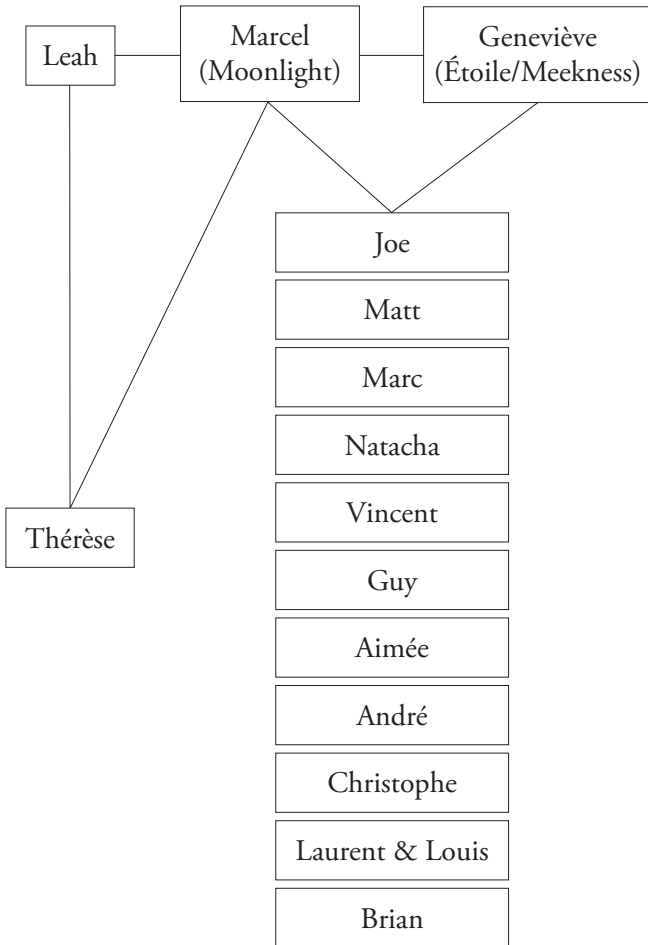 Leah
Marcel
(Moonlight)
Geneviève
(Étoile/Meekness)
Joe
Matt
Marc
Natacha
Vincent
Thérèse
Guy
Aimée
André
Christophe
Laurent & Louis
Brian